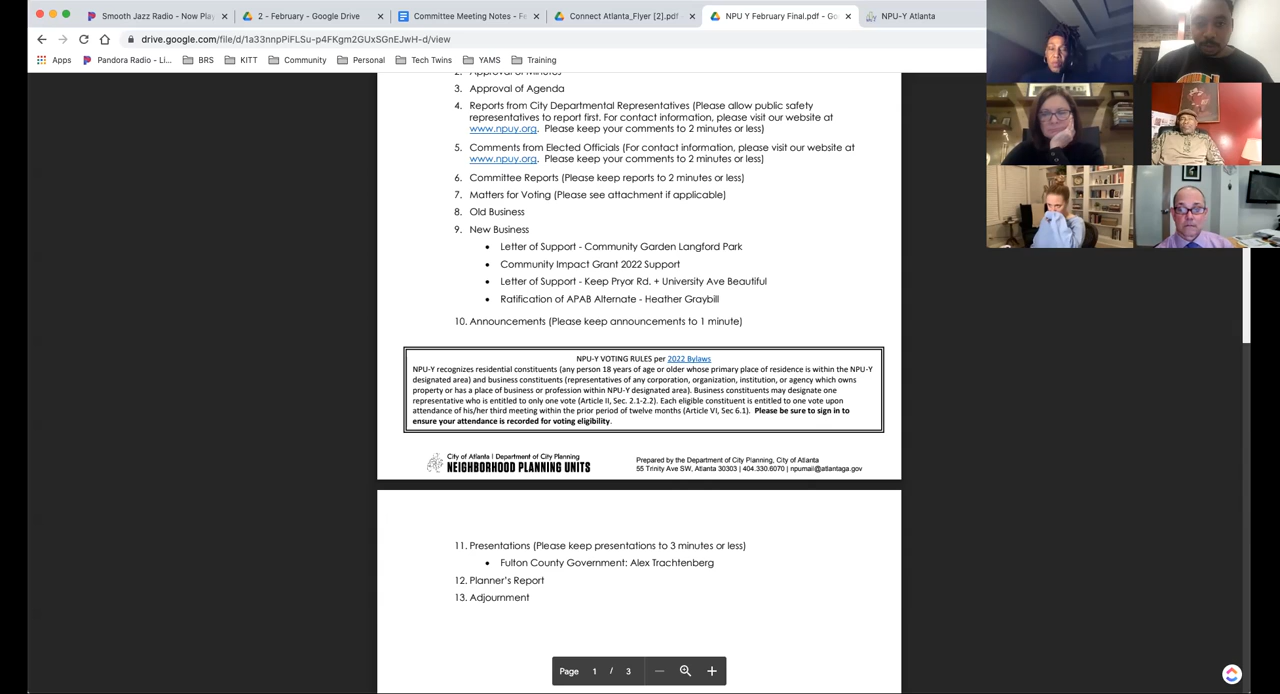 Smooth Jazz Radio - Now Play
2 - February - Google Drive
Committee Meeting Notes - Fe
Connect Atlanta_Flyer [2].pdf
NPU Y February Final.pdf - Go
NPU-Y Atlanta
drive.google.com/file/d/1a33nnpPiFLSu-p4FKgm2GUxSGnEJwH-d/view
Apps
Pandora Radio - Li...
BRS
KITT
Community
Personal
Tech Twins
YAMS
Training
2. Approval of Minutes
3. Approval of Agenda
4. Reports from City Departmental Representatives (Please allow public safety
representatives to report first. For contact information, please visit our website at
www.npuy.org. Please keep your comments to 2 minutes or less)
5. Comments from Elected Officials (For contact information, please visit our website at
www.npuy.org. Please keep your comments to 2 minutes or less)
6. Committee Reports (Please keep reports to 2 minutes or less)
7. Matters for Voting (Please see attachment if applicable)
8. Old Business
9. New Business
• Letter of Support - Community Garden Langford Park
• Community Impact Grant 2022 Support
• Letter of Support - Keep Pryor Rd. + University Ave Beautiful
• Ratification of APAB Alternate - Heather Graybill
10. Announcements (Please keep announcements to 1 minute)
NPU-Y VOTING RULES per 2022 Bylaws
NPU-Y recognizes residential constituents (any person 18 years of age or older whose primary place of residence is within the NPU-Y
designated area) and business constituents (representatives of any corporation, organization, institution, or agency which owns
property or has a place of business or profession within NPU-Y designated area). Business constituents may designate one
representative who is entitled to only one vote (Article II, Sec. 2.1-2.2). Each eligible constituent is entitled to one vote upon
attendance of his/her third meeting within the prior period of twelve months (Article VI, Sec 6.1). Please be sure to sign in to
ensure your attendance is recorded for voting eligibility.
City of Atlanta | Department of City Planning
NEIGHBORHOOD PLANNING UNITS
Prepared by the Department of City Planning, City of Atlanta
55 Trinity Ave SW, Atlanta 30303 | 404.330.6070 | npumail@atlantaga.gov
11. Presentations (Please keep presentations to 3 minutes or less)
• Fulton County Government: Alex Trachtenberg
12. Planner's Report
13. Adjournment
Page 1 / 3